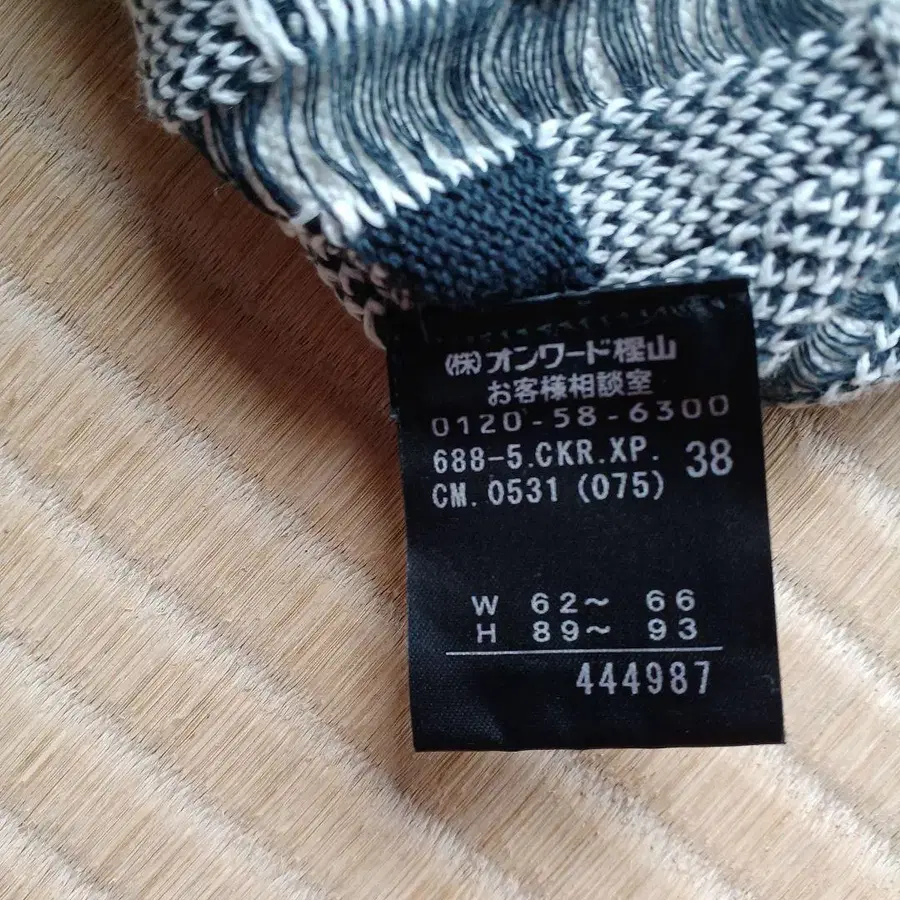 (株)オンワード樫山
お客様相談室
0120-58-6300
688-5.CKR.XP. 38
CM.0531 (075)
W 62～ 66
H 89～ 93
444987